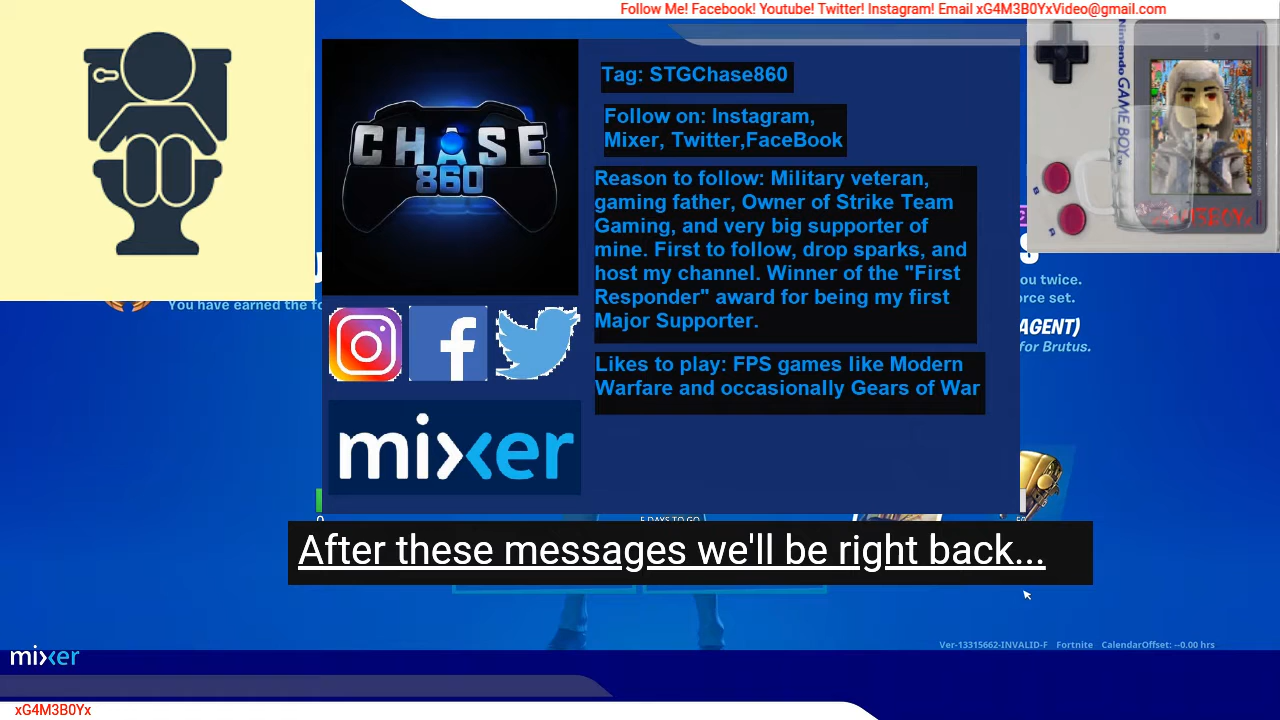 Follow Me! Facebook! Youtube! Twitter! Instagram! Email xG4M3B0YxVideo@gmail.com
Nintendo GAME BOY
CHASE
860
Tag: STGChase860
Follow on: Instagram,
Mixer, Twitter,FaceBook
Reason to follow: Military veteran,
gaming father, Owner of Strike Team
Gaming, and very big supporter of
mine. First to follow, drop sparks, and
host my channel. Winner of the "First
Responder" award for being my first
Major Supporter.
Likes to play: FPS games like Modern
Warfare and occasionally Gears of War
mixer
You have earned the fo
ou twice.
orce set.
AGENT)
for Brutus.
5 DAYS TO GO
After these messages we'll be right back...
Ver-13315662-INVALID-F Fortnite CalendarOffset: --0.00 hrs
mixer
xG4M3B0Yx